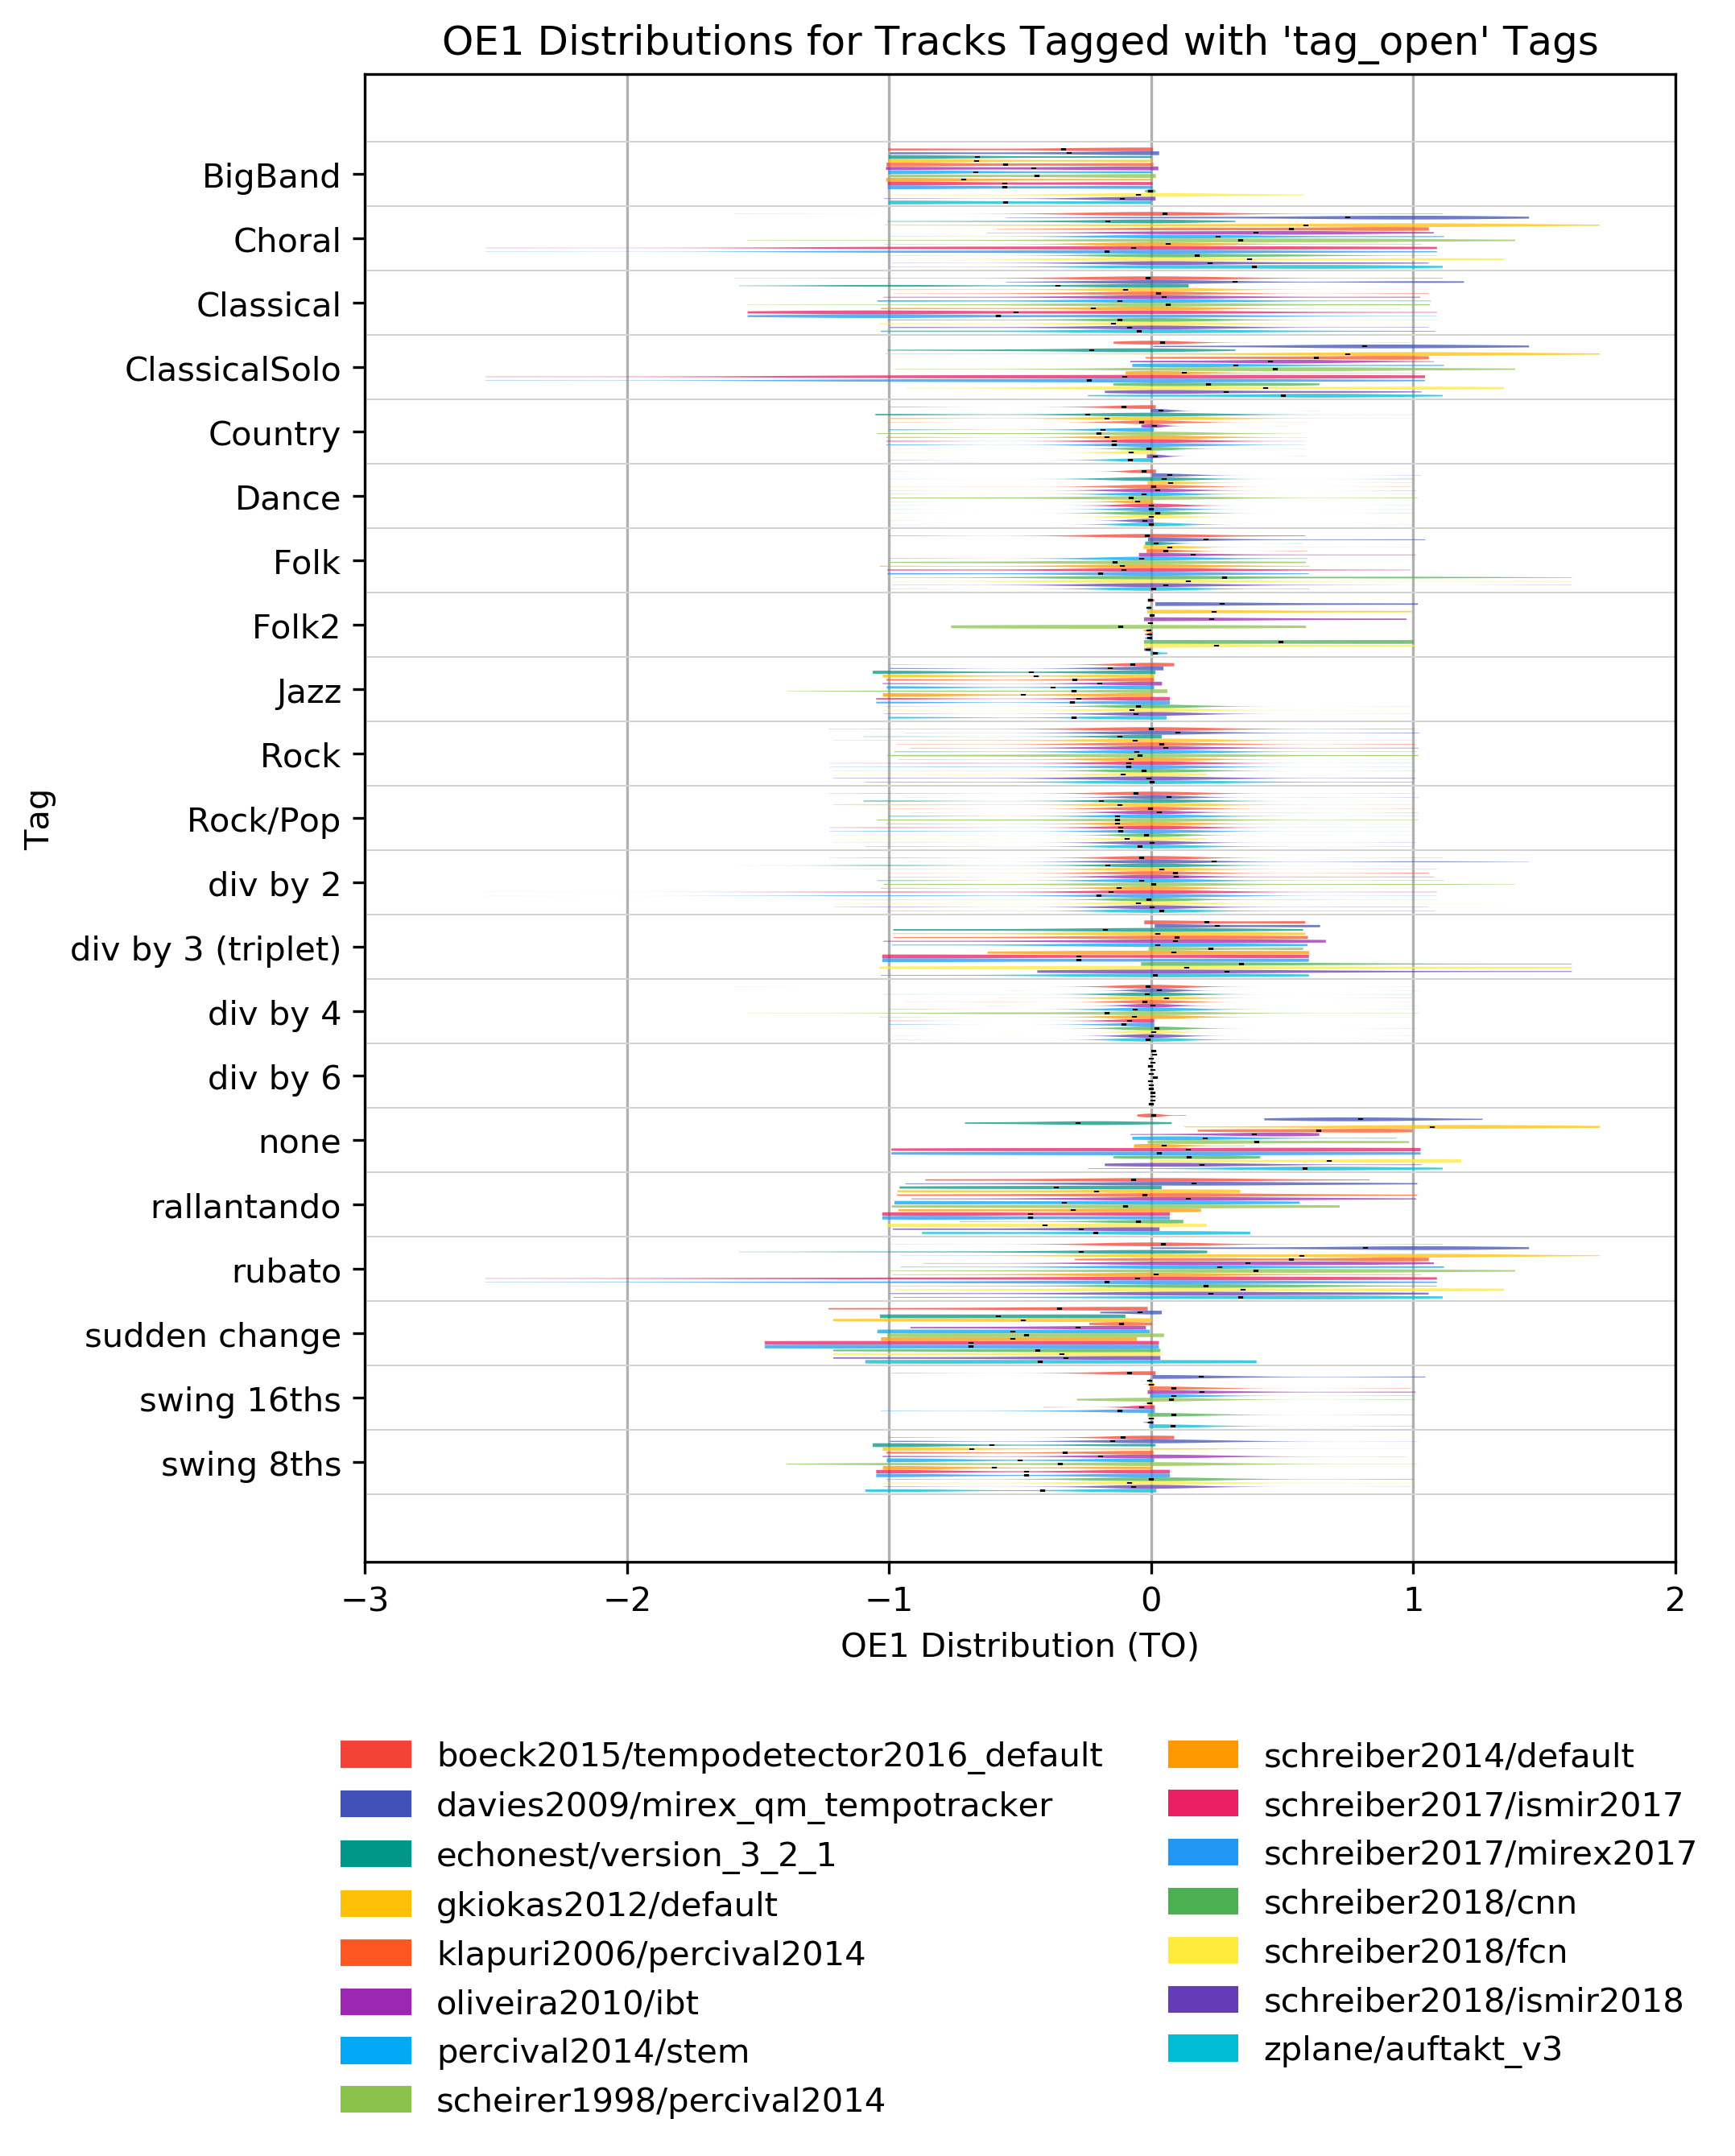 OE1 Distributions for Tracks Tagged with 'tag_open' Tags
Tag
BigBand
Choral
Classical
ClassicalSolo
Country
Dance
Folk
Folk2
Jazz
Rock
Rock/Pop
div by 2
div by 3 (triplet)
div by 4
div by 6
none
rallantando
rubato
sudden change
swing 16ths
swing 8ths
−3 −2 −1 0 1 2
OE1 Distribution (TO)
boeck2015/tempodetector2016_default
davies2009/mirex_qm_tempotracker
echonest/version_3_2_1
gkiokas2012/default
klapuri2006/percival2014
oliveira2010/ibt
percival2014/stem
scheirer1998/percival2014
schreiber2014/default
schreiber2017/ismir2017
schreiber2017/mirex2017
schreiber2018/cnn
schreiber2018/fcn
schreiber2018/ismir2018
zplane/auftakt_v3